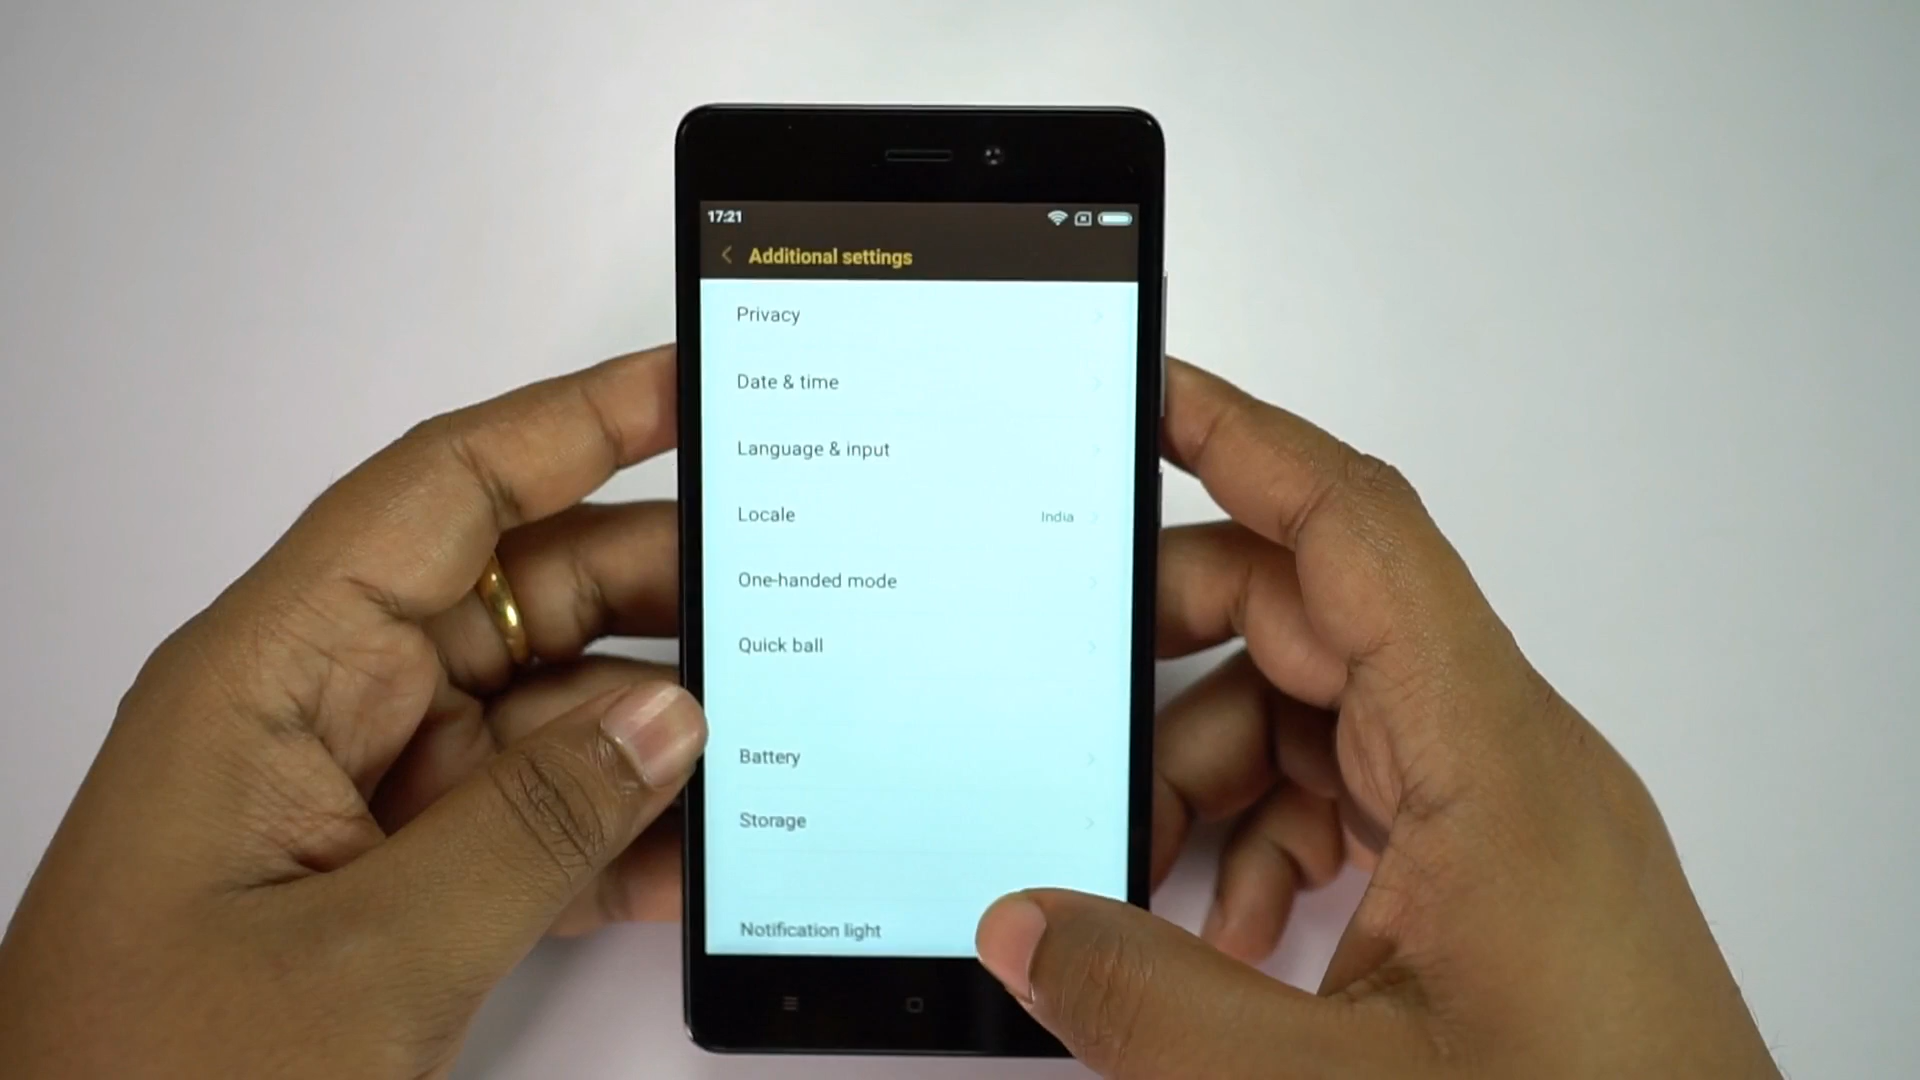 17:21
Additional settings
Privacy
Date & time
Language & input
Locale
India
One-handed mode
Quick ball
Battery
Storage
Notification light